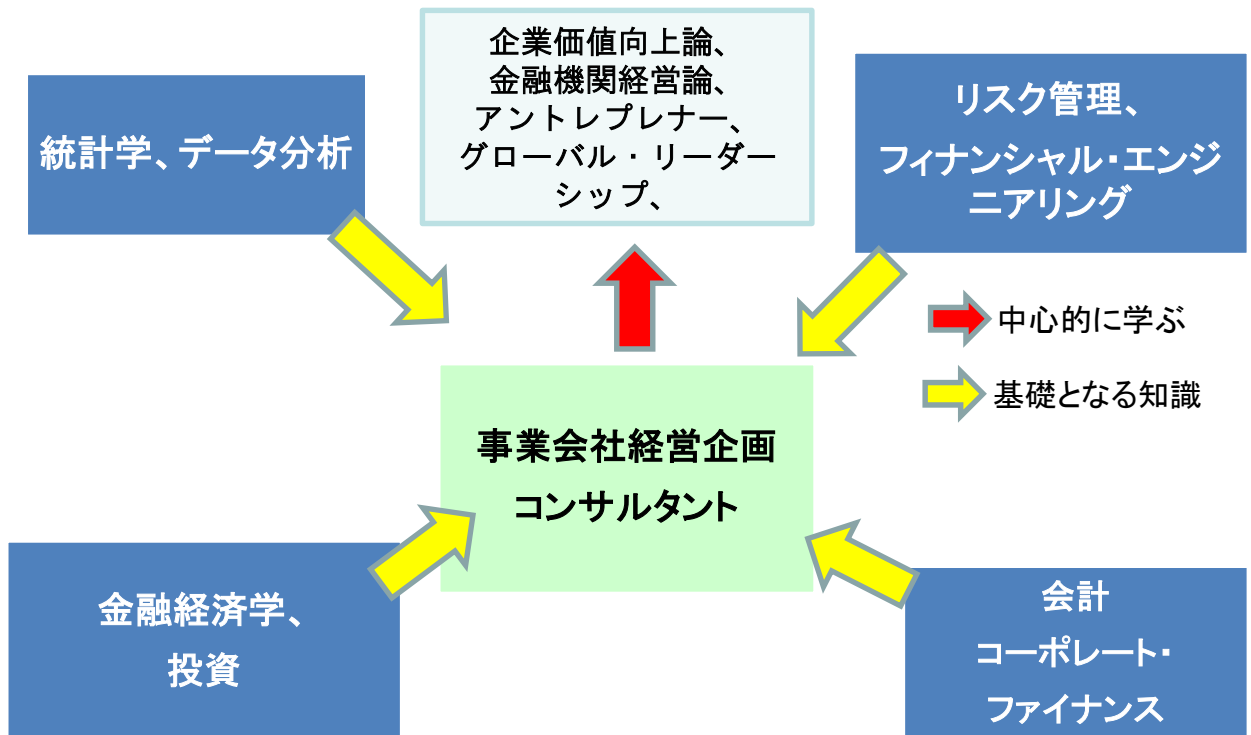 企業価値向上論、
金融機関経営論、
アントレプレナー、
グローバル・リーダー
シップ、
統計学、データ分析
リスク管理、
フィナンシャル・エンジ
ニアリング
中心的に学ぶ
基礎となる知識
事業会社経営企画
コンサルタント
金融経済学、
投資
会計
コーポレート・
ファイナンス